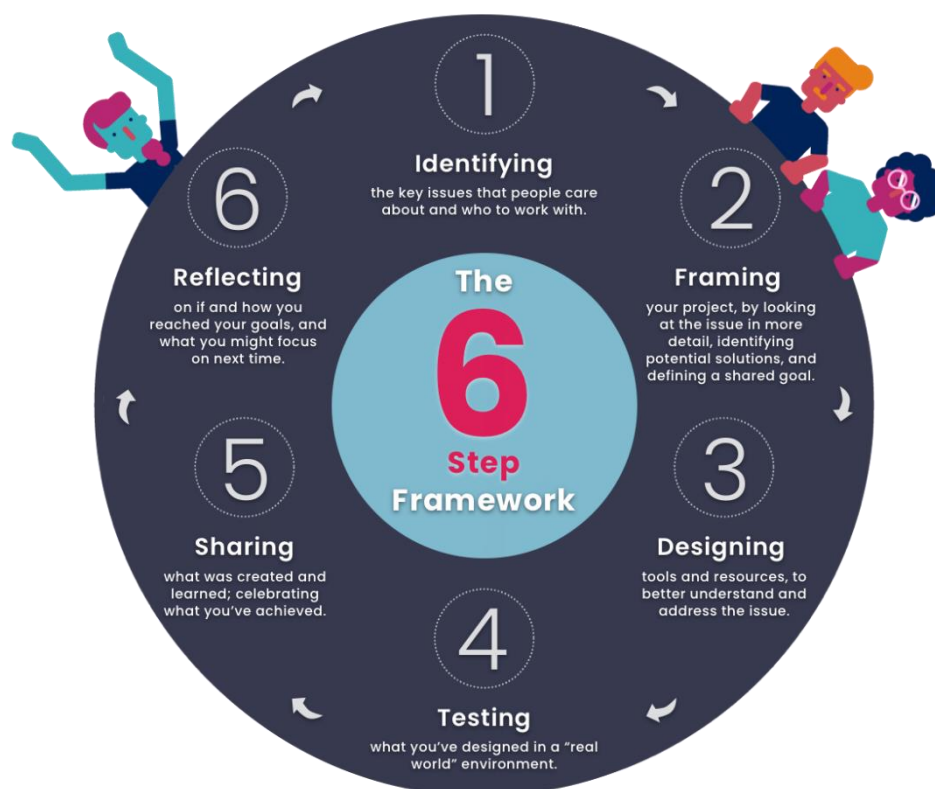 The
6
Step
Framework
1
Identifying
the key issues that people care
about and who to work with.
2
Framing
your project, by looking
at the issue in more
detail, identifying
potential solutions, and
defining a shared goal.
3
Designing
tools and resources, to
better understand and
address the issue.
4
Testing
what you've designed in a "real
world" environment.
5
Sharing
what was created and
learned; celebrating
what you've achieved.
6
Reflecting
on if and how you
reached your goals, and
what you might focus
on next time.